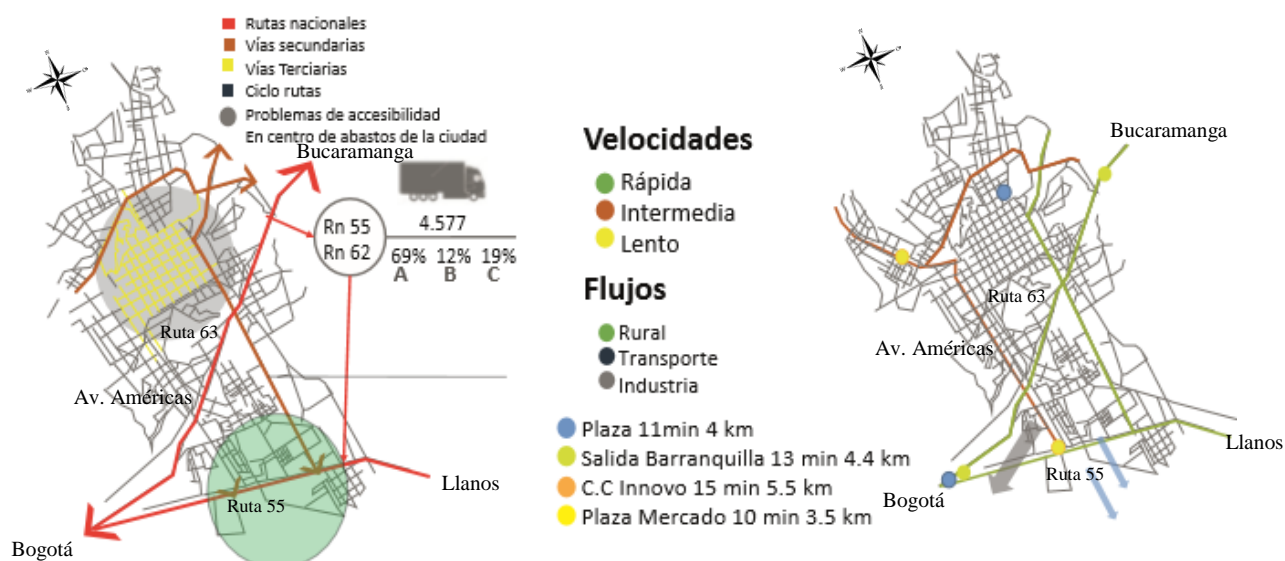 Rutas nacionales
Vías secundarias
Vías Terciarias
Ciclo rutas
Problemas de accesibilidad
En centro de abastos de la ciudad
Bucaramanga
Rn 55
Rn 62
4.577
69% 12% 19%
A B C
Ruta 63
Av. Américas
Llanos
Ruta 55
Bogotá
Velocidades
Rápida
Intermedia
Lento
Flujos
Rural
Transporte
Industria
Plaza 11min 4 km
Salida Barranquilla 13 min 4.4 km
C.C Innovo 15 min 5.5 km
Plaza Mercado 10 min 3.5 km
Bucaramanga
Ruta 63
Av. Américas
Llanos
Ruta 55
Bogotá